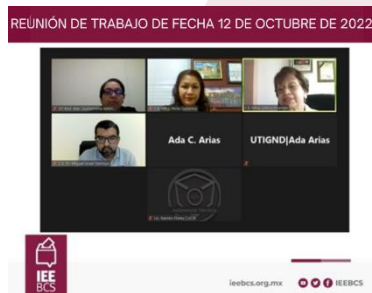 REUNIÓN DE TRABAJO DE FECHA 12 DE OCTUBRE DE 2022
Ada C. Arias
UTIGND|Ada Arias
IEE
BCS
ieebcs.org.mx
IEEBCS